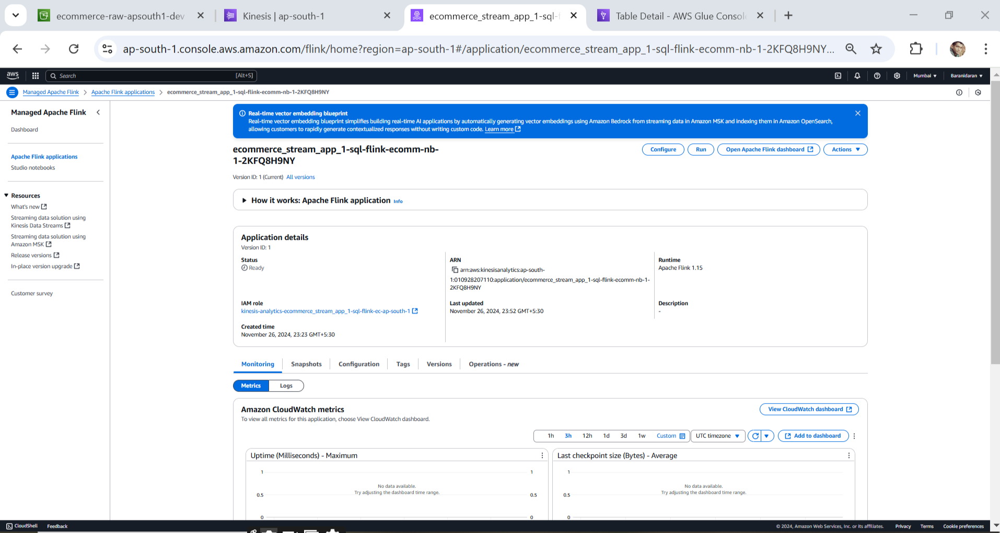 ecommerce-raw-apsouth1-dev
Kinesis | ap-south-1
ecommerce_stream_app_1-sql-f
Table Detail - AWS Glue Console
ap-south-1.console.aws.amazon.com/flink/home?region=ap-south-1#/application/ecommerce_stream_app_1-sql-flink-ecomm-nb-1-2KFQ8H9NY...
aws
Search
[Alt+S]
Mumbai
Baranidaran
Managed Apache Flink
Apache Flink applications
ecommerce_stream_app_1-sql-flink-ecomm-nb-1-2KFQ8H9NY
Managed Apache Flink
Dashboard
Apache Flink applications
Studio notebooks
Resources
What's new
Streaming data solution using
Kinesis Data Streams
Streaming data solution using
Amazon MSK
Release versions
In-place version upgrade
Customer survey
Real-time vector embedding blueprint
Real-time vector embedding blueprint simplifies building real-time AI applications by automatically generating vector embeddings using Amazon Bedrock from streaming data in Amazon MSK and indexing them in Amazon OpenSearch,
allowing customers to rapidly generate contextualized responses without writing custom code. Learn more
ecommerce_stream_app_1-sql-flink-ecomm-nb-
1-2KFQ8H9NY
Configure
Run
Open Apache Flink dashboard
Actions
Version ID: 1 (Current) All versions
How it works: Apache Flink application Info
Application details
Version ID: 1
Status
Ready
ARN
arn:aws:kinesisanalytics:ap-south-
1:010928207110:application/ecommerce_stream_app_1-sql-flink-ecomm-nb-1-
2KFQ8H9NY
Runtime
Apache Flink 1.15
IAM role
kinesis-analytics-ecommerce_stream_app_1-sql-flink-ec-ap-south-1
Last updated
November 26, 2024, 23:52 GMT+5:30
Description
-
Created time
November 26, 2024, 23:23 GMT+5:30
Monitoring
Snapshots
Configuration
Tags
Versions
Operations - new
Metrics
Logs
Amazon CloudWatch metrics
To view all metrics for this application, choose View CloudWatch dashboard.
View CloudWatch dashboard
1h
3h
12h
1d
3d
1w
Custom
UTC timezone
Add to dashboard
Uptime (Milliseconds) - Maximum
1
1
No data available.
Try adjusting the dashboard time range.
0.5
0.5
0
0
Last checkpoint size (Bytes) - Average
1
No data available.
Try adjusting the dashboard time range.
0.5
0
CloudShell
Feedback
© 2024, Amazon Web Services, Inc. or its affiliates.
Privacy
Terms
Cookie preferences